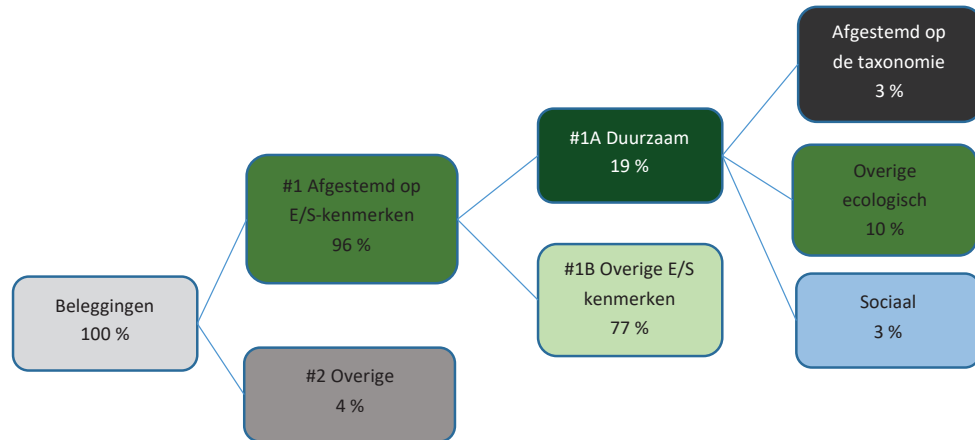 Beleggingen
100 %
#1 Afgestemd op
E/S-kenmerken
96 %
#2 Overige
4 %
#1A Duurzaam
19 %
#1B Overige E/S
kenmerken
77 %
Afgestemd op
de taxonomie
3 %
Overige
ecologisch
10 %
Sociaal
3 %